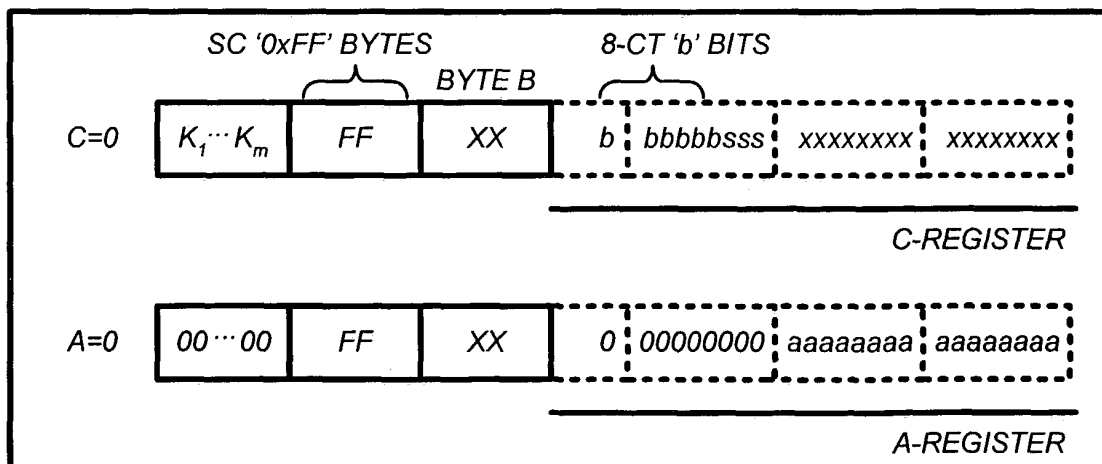 SC '0xFF' BYTES 8-CT 'b' BITS
BYTE B
C=0 K1 ··· Km FF XX b bbbbbsss xxxxxxxx xxxxxxxx
C-REGISTER
A=0 00 ··· 00 FF XX 0 00000000 aaaaaaaa aaaaaaaa
A-REGISTER